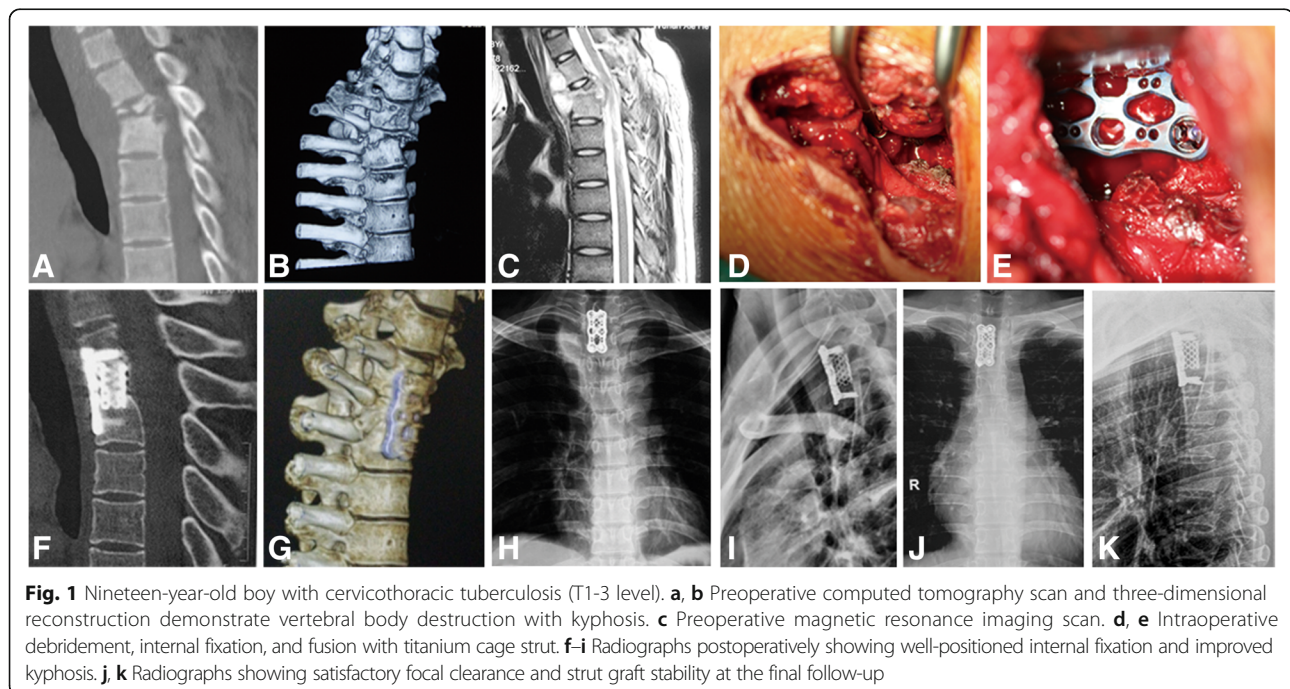 BY
78
22162...
A
B
C
D
E
F
G
H
I
R
J
K
Fig. 1 Nineteen-year-old boy with cervicothoracic tuberculosis (T1-3 level). a, b Preoperative computed tomography scan and three-dimensional
reconstruction demonstrate vertebral body destruction with kyphosis. c Preoperative magnetic resonance imaging scan. d, e Intraoperative
debridement, internal fixation, and fusion with titanium cage strut. f–i Radiographs postoperatively showing well-positioned internal fixation and improved
kyphosis. j, k Radiographs showing satisfactory focal clearance and strut graft stability at the final follow-up